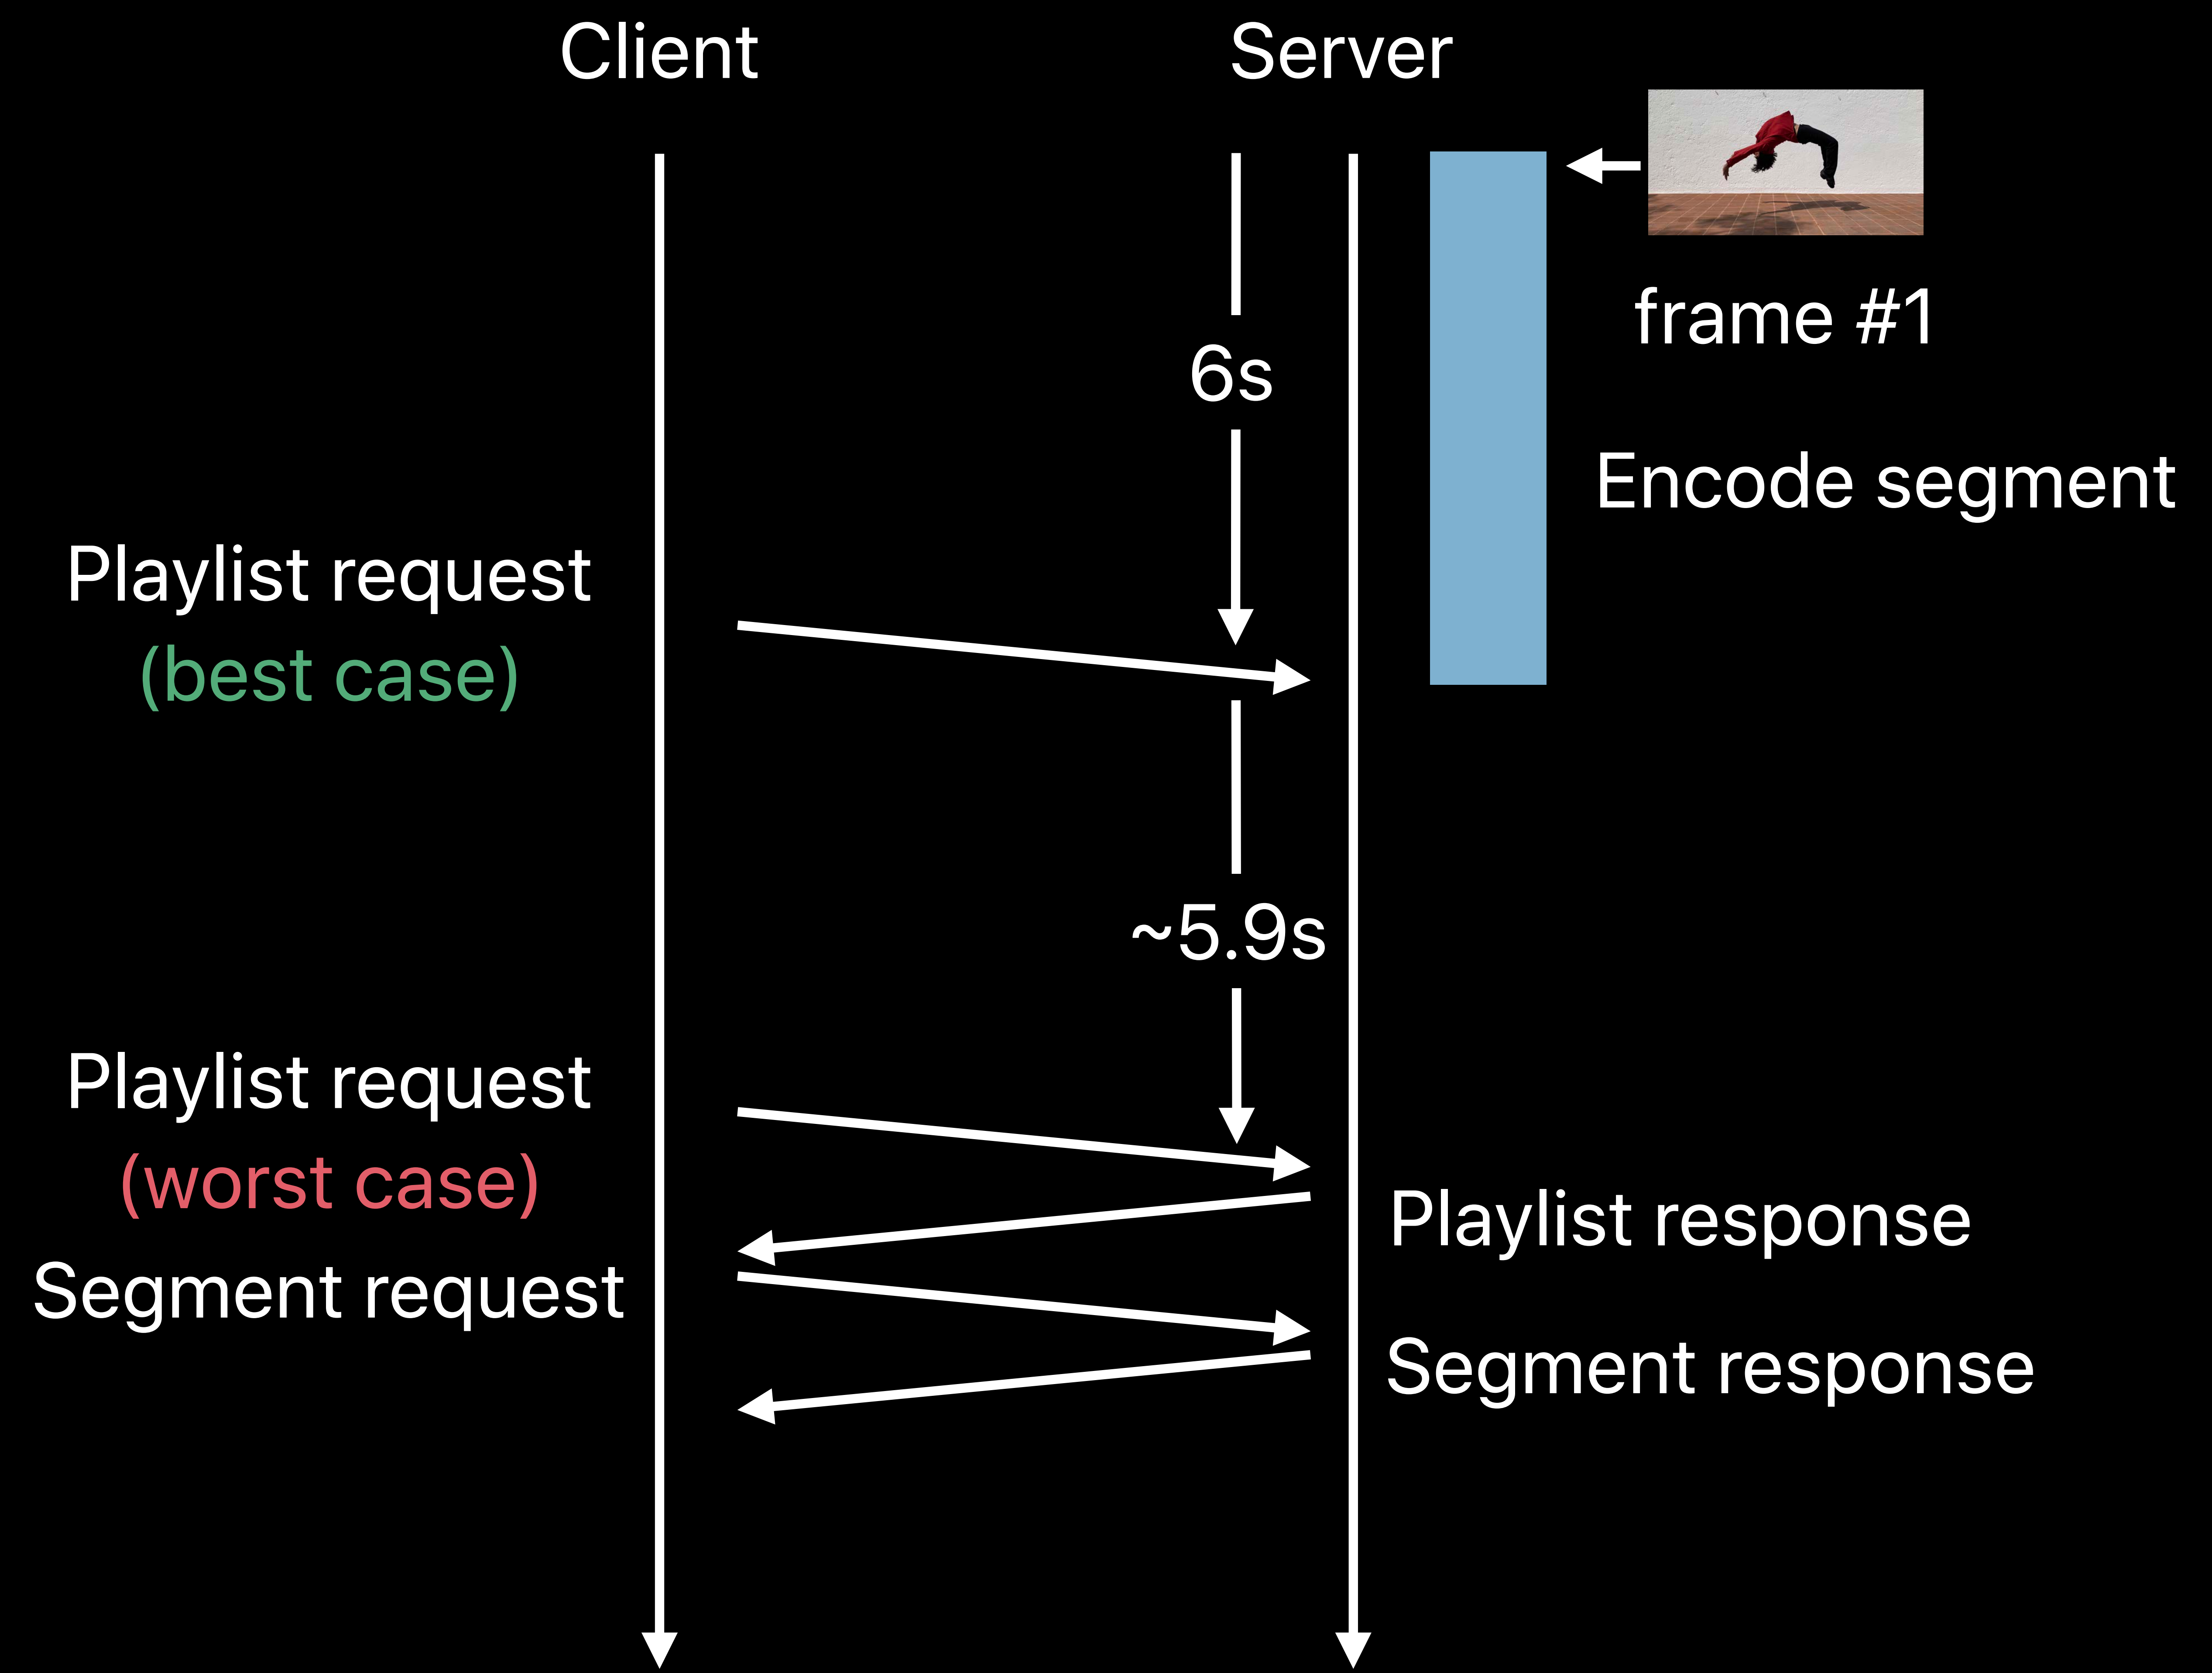 Client
Server
frame #1
6s
Encode segment
Playlist request
(best case)
~5.9s
Playlist request
(worst case)
Playlist response
Segment request
Segment response